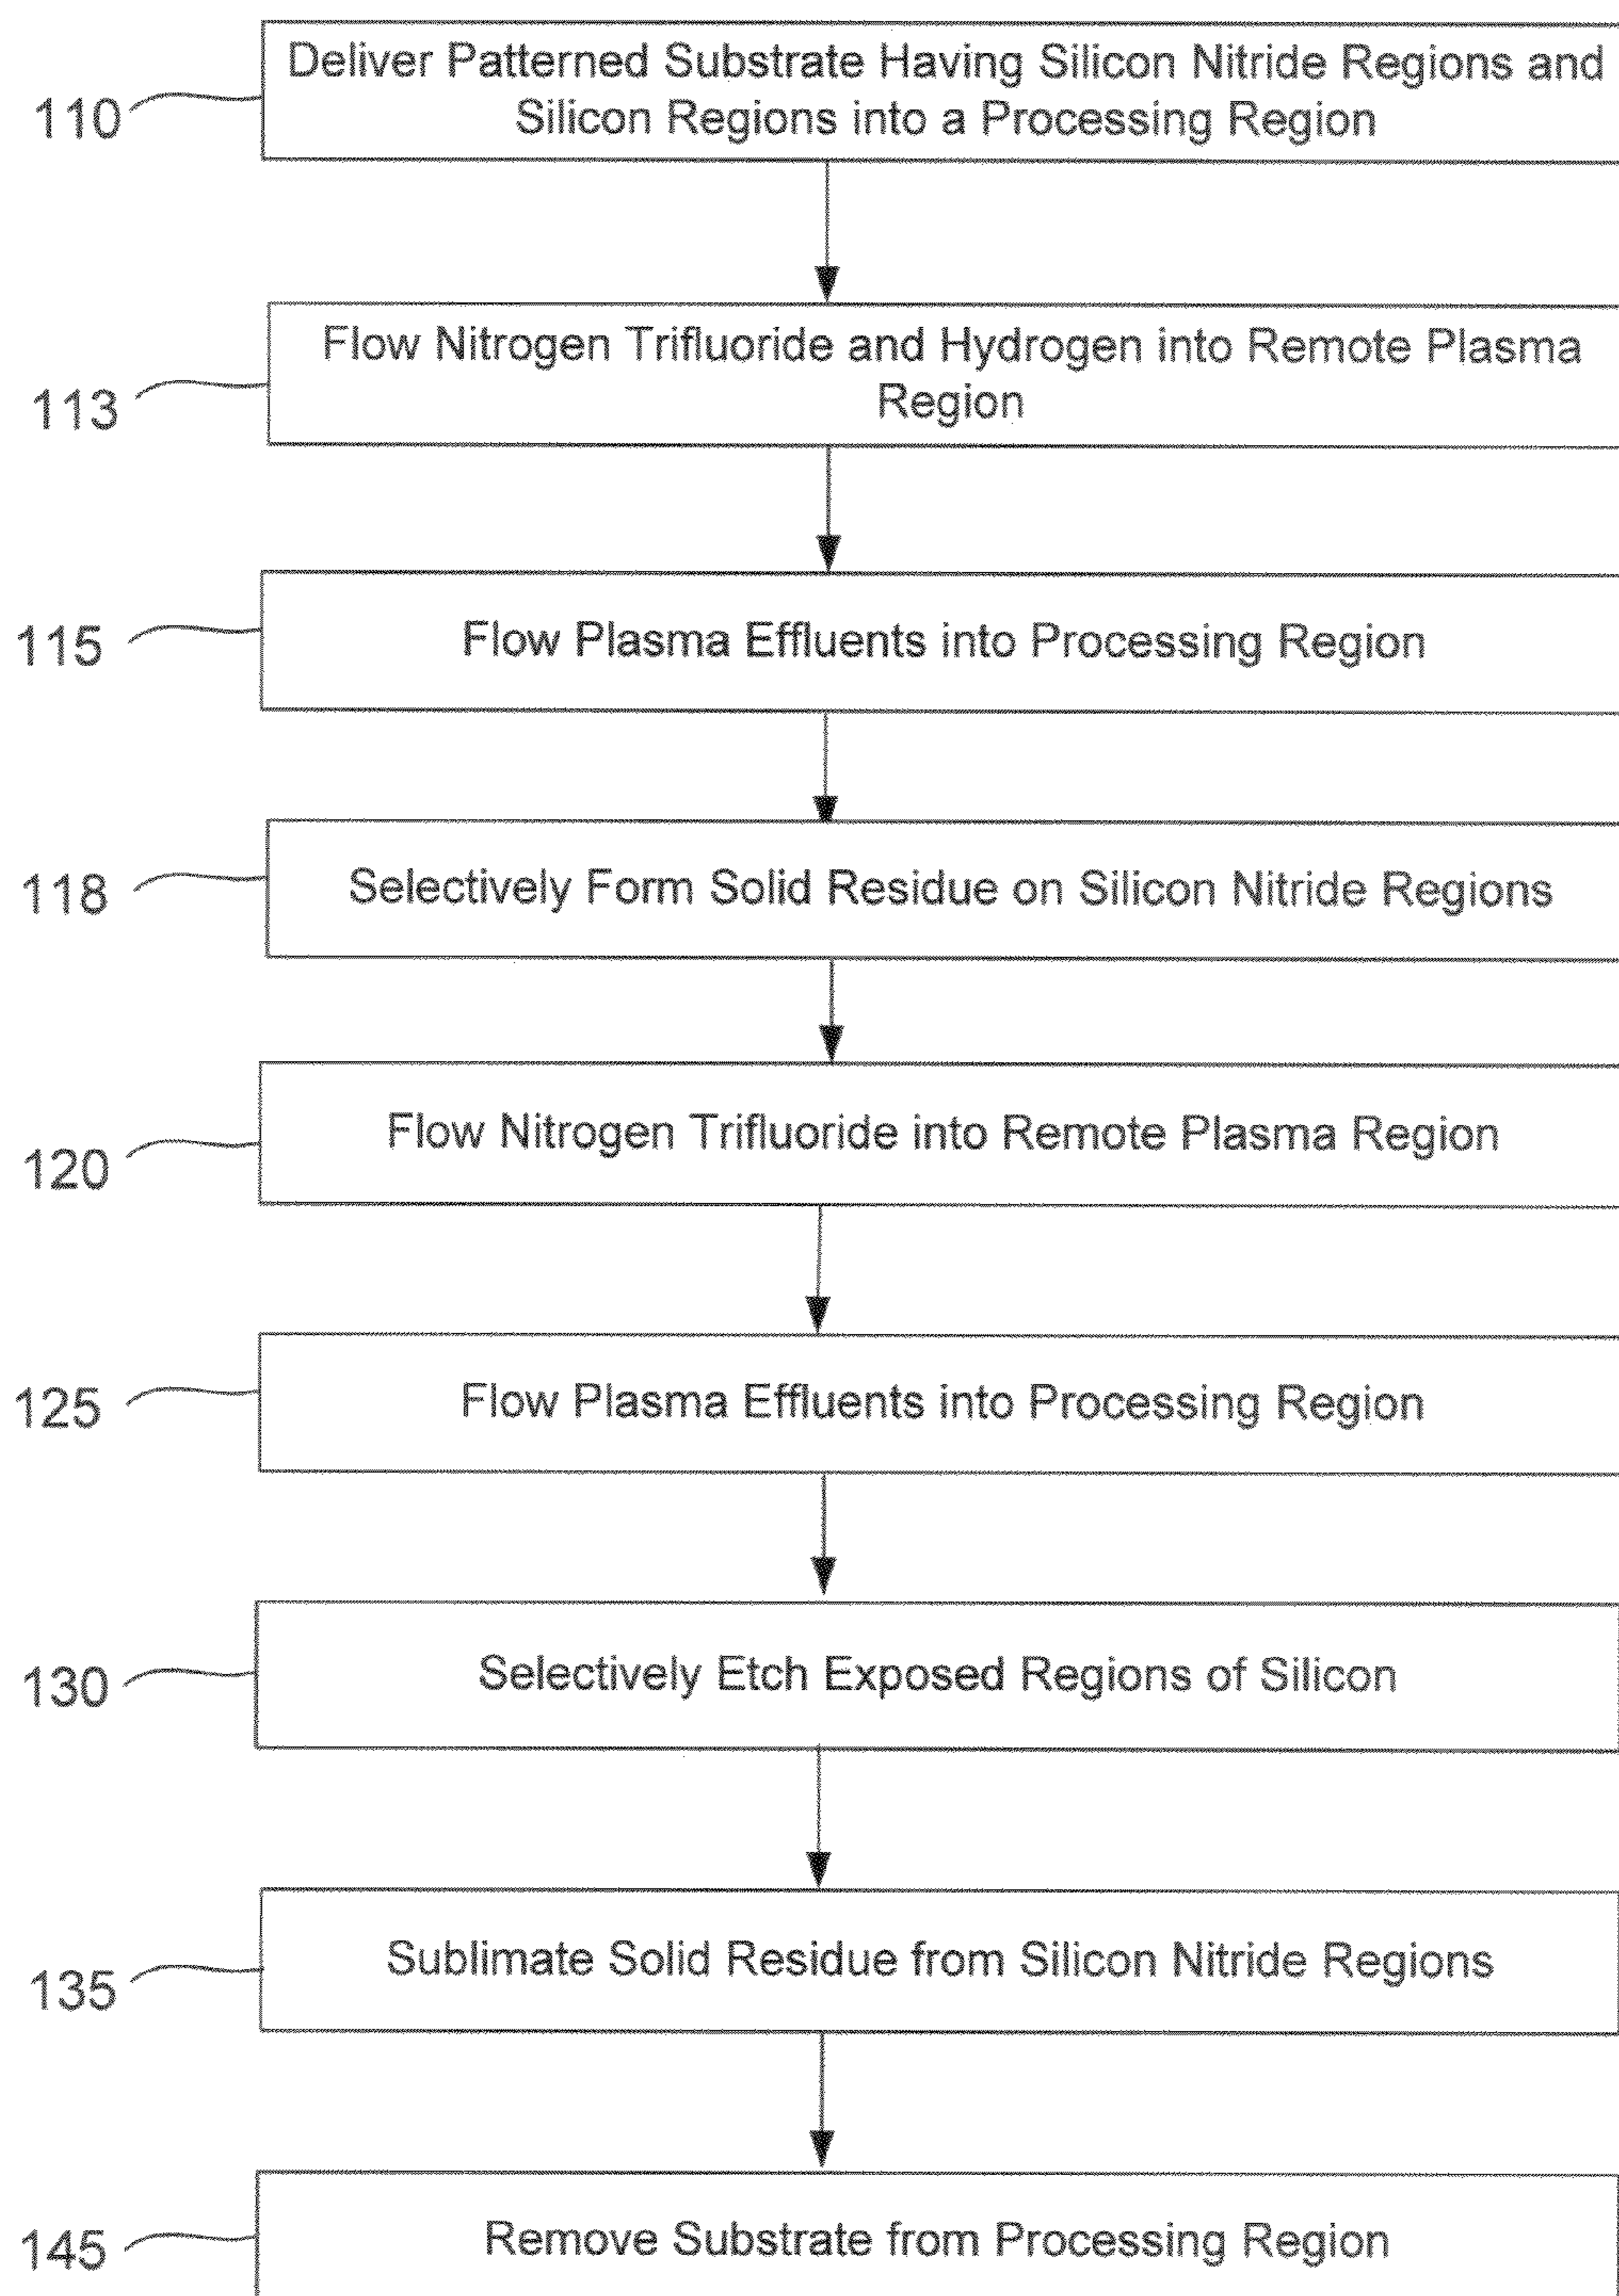 110
Deliver Patterned Substrate Having Silicon Nitride Regions and
Silicon Regions into a Processing Region
113
Flow Nitrogen Trifluoride and Hydrogen into Remote Plasma
Region
115
Flow Plasma Effluents into Processing Region
118
Selectively Form Solid Residue on Silicon Nitride Regions
120
Flow Nitrogen Trifluoride into Remote Plasma Region
125
Flow Plasma Effluents into Processing Region
130
Selectively Etch Exposed Regions of Silicon
135
Sublimate Solid Residue from Silicon Nitride Regions
145
Remove Substrate from Processing Region